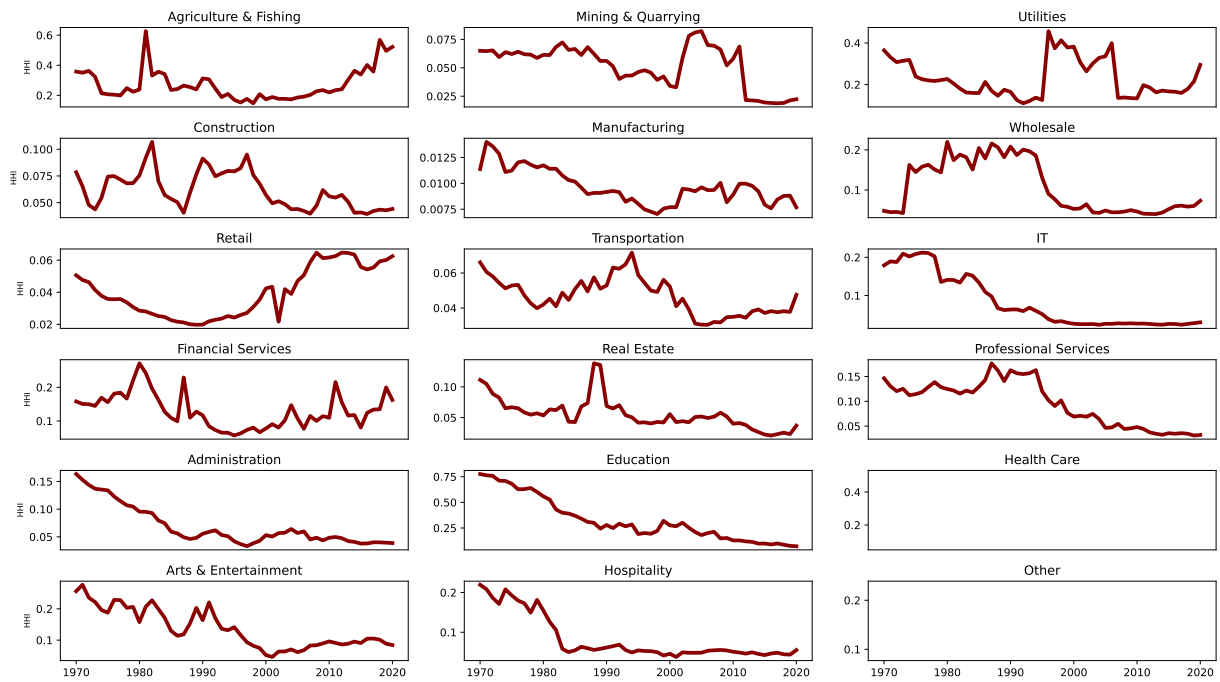 Agriculture & Fishing
HHI
0.6
0.4
0.2
Mining & Quarrying
0.075
0.050
0.025
Utilities
0.4
0.2
Construction
HHI
0.100
0.075
0.050
Manufacturing
0.0125
0.0100
0.0075
Wholesale
0.2
0.1
Retail
HHI
0.06
0.04
0.02
Transportation
0.06
0.04
IT
0.2
0.1
Financial Services
HHI
0.2
0.1
Real Estate
0.10
0.05
Professional Services
0.15
0.10
0.05
Administration
HHI
0.15
0.10
0.05
Education
0.75
0.50
0.25
Health Care
0.4
0.2
Arts & Entertainment
HHI
0.2
0.1
1970 1980 1990 2000 2010 2020
Hospitality
0.2
0.1
1970 1980 1990 2000 2010 2020
Other
0.2
0.1
1970 1980 1990 2000 2010 2020